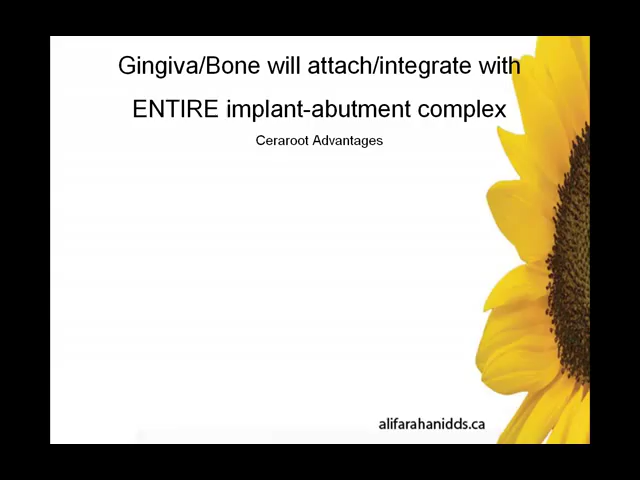 Gingiva/Bone will attach/integrate with
ENTIRE implant-abutment complex
Ceraroot Advantages
alifarahanidds.ca